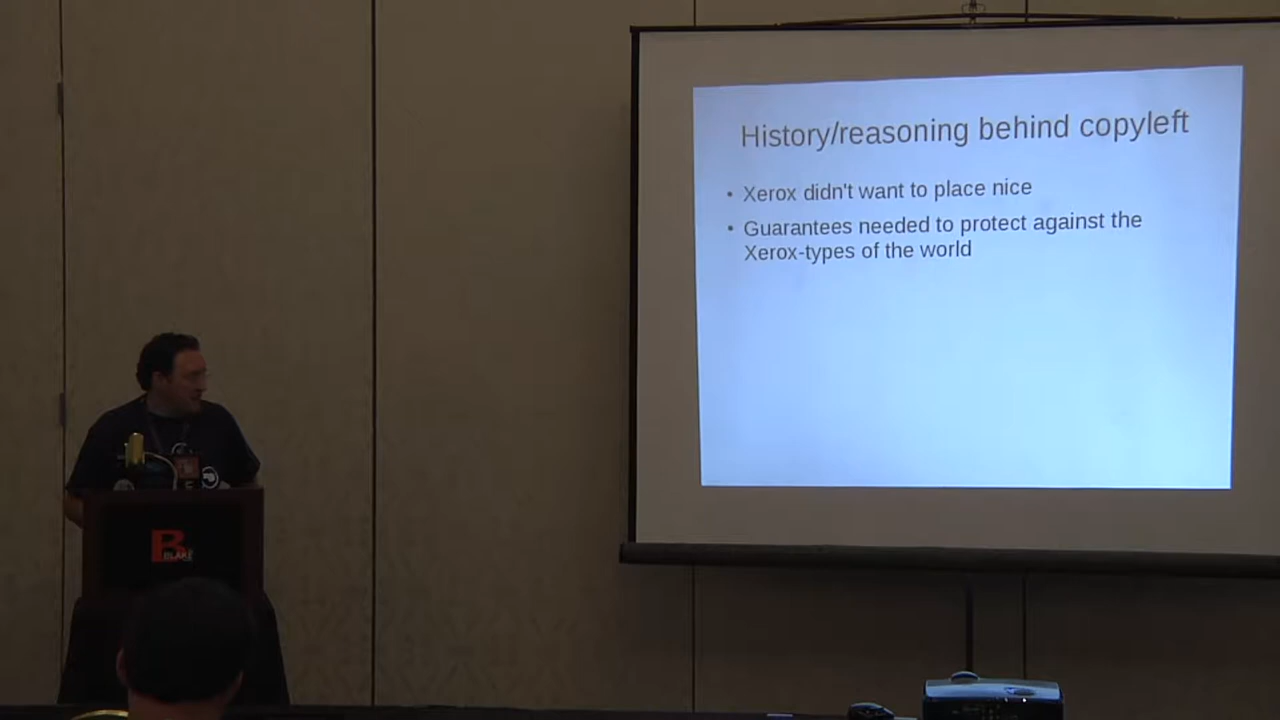 History/reasoning behind copyleft
• Xerox didn't want to place nice
• Guarantees needed to protect against the
Xerox-types of the world
B
BLAKE